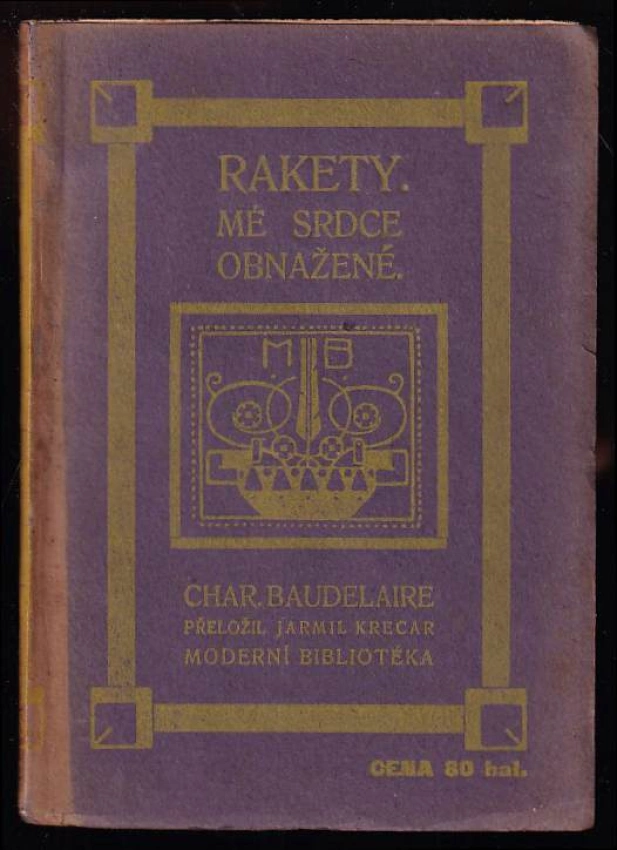 RAKETY.
MÉ SRDCE
OBNAŽENÉ.
M B
CHAR. BAUDELAIRE
PŘELOŽIL JARMIL KRECAR
MODERNÍ BIBLIOTÉKA
CENA 80 hal.